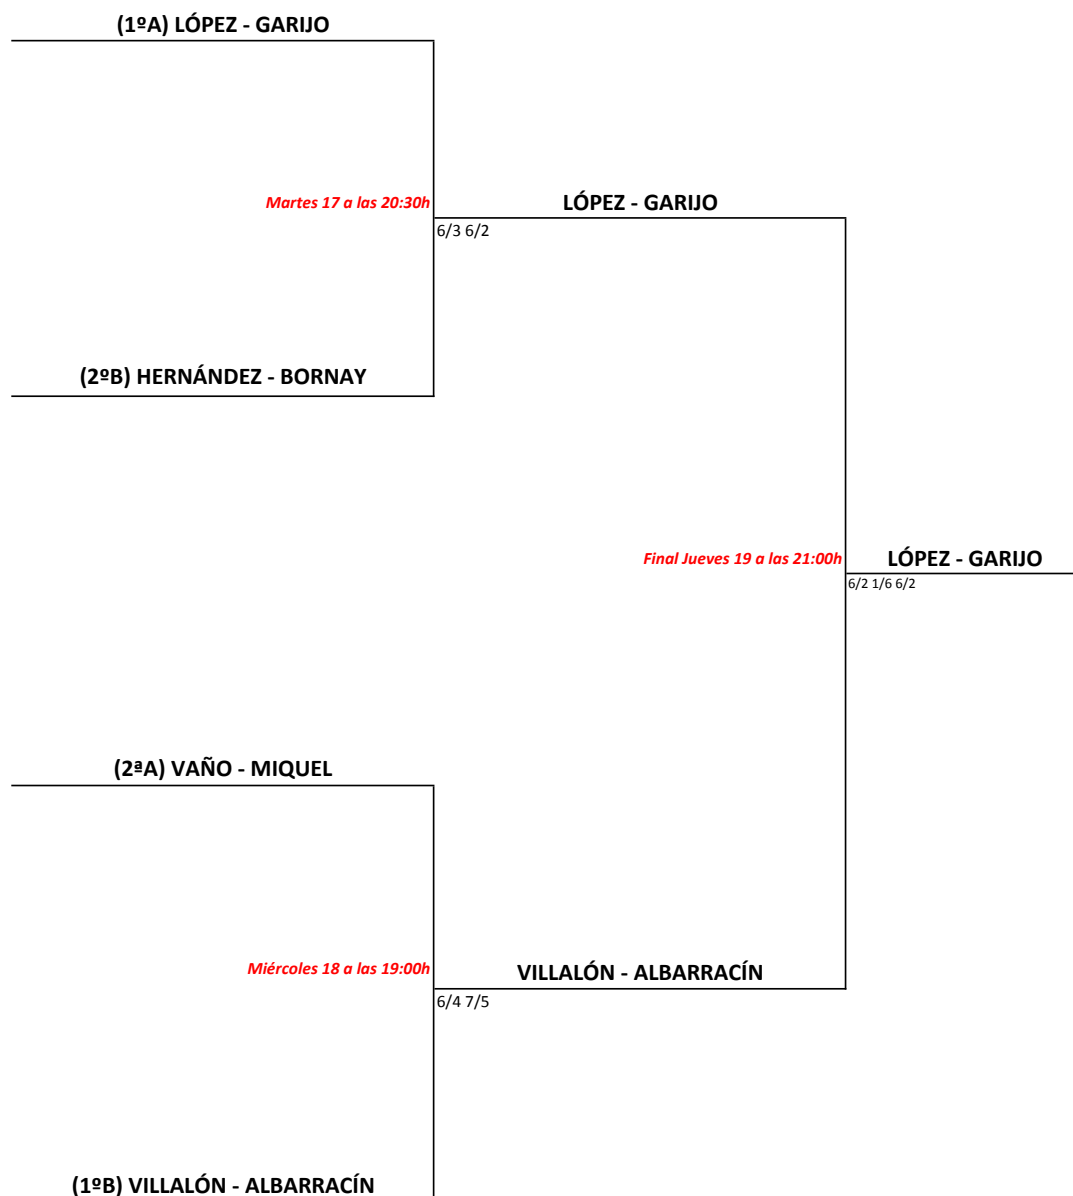 (1ºA) LÓPEZ - GARIJO
Martes 17 a las 20:30h
LÓPEZ - GARIJO
6/3 6/2
(2ºB) HERNÁNDEZ - BORNAY
Final Jueves 19 a las 21:00h
LÓPEZ - GARIJO
6/2 1/6 6/2
(2ªA) VAÑO - MIQUEL
Miércoles 18 a las 19:00h
VILLALÓN - ALBARRACÍN
6/4 7/5
(1ºB) VILLALÓN - ALBARRACÍN